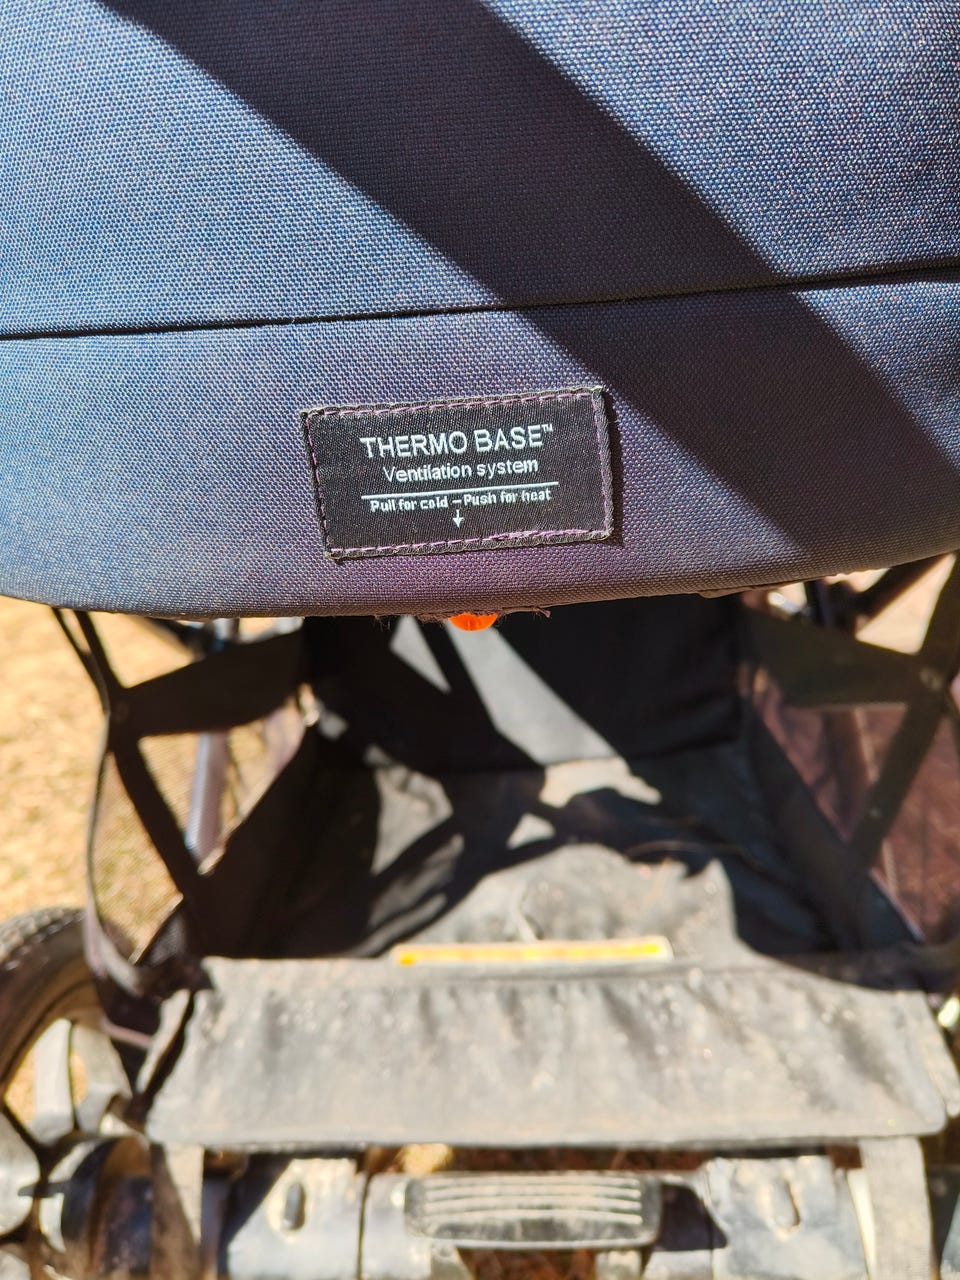 THERMO BASE™
Ventilation system
Pull for cold – Push for heat